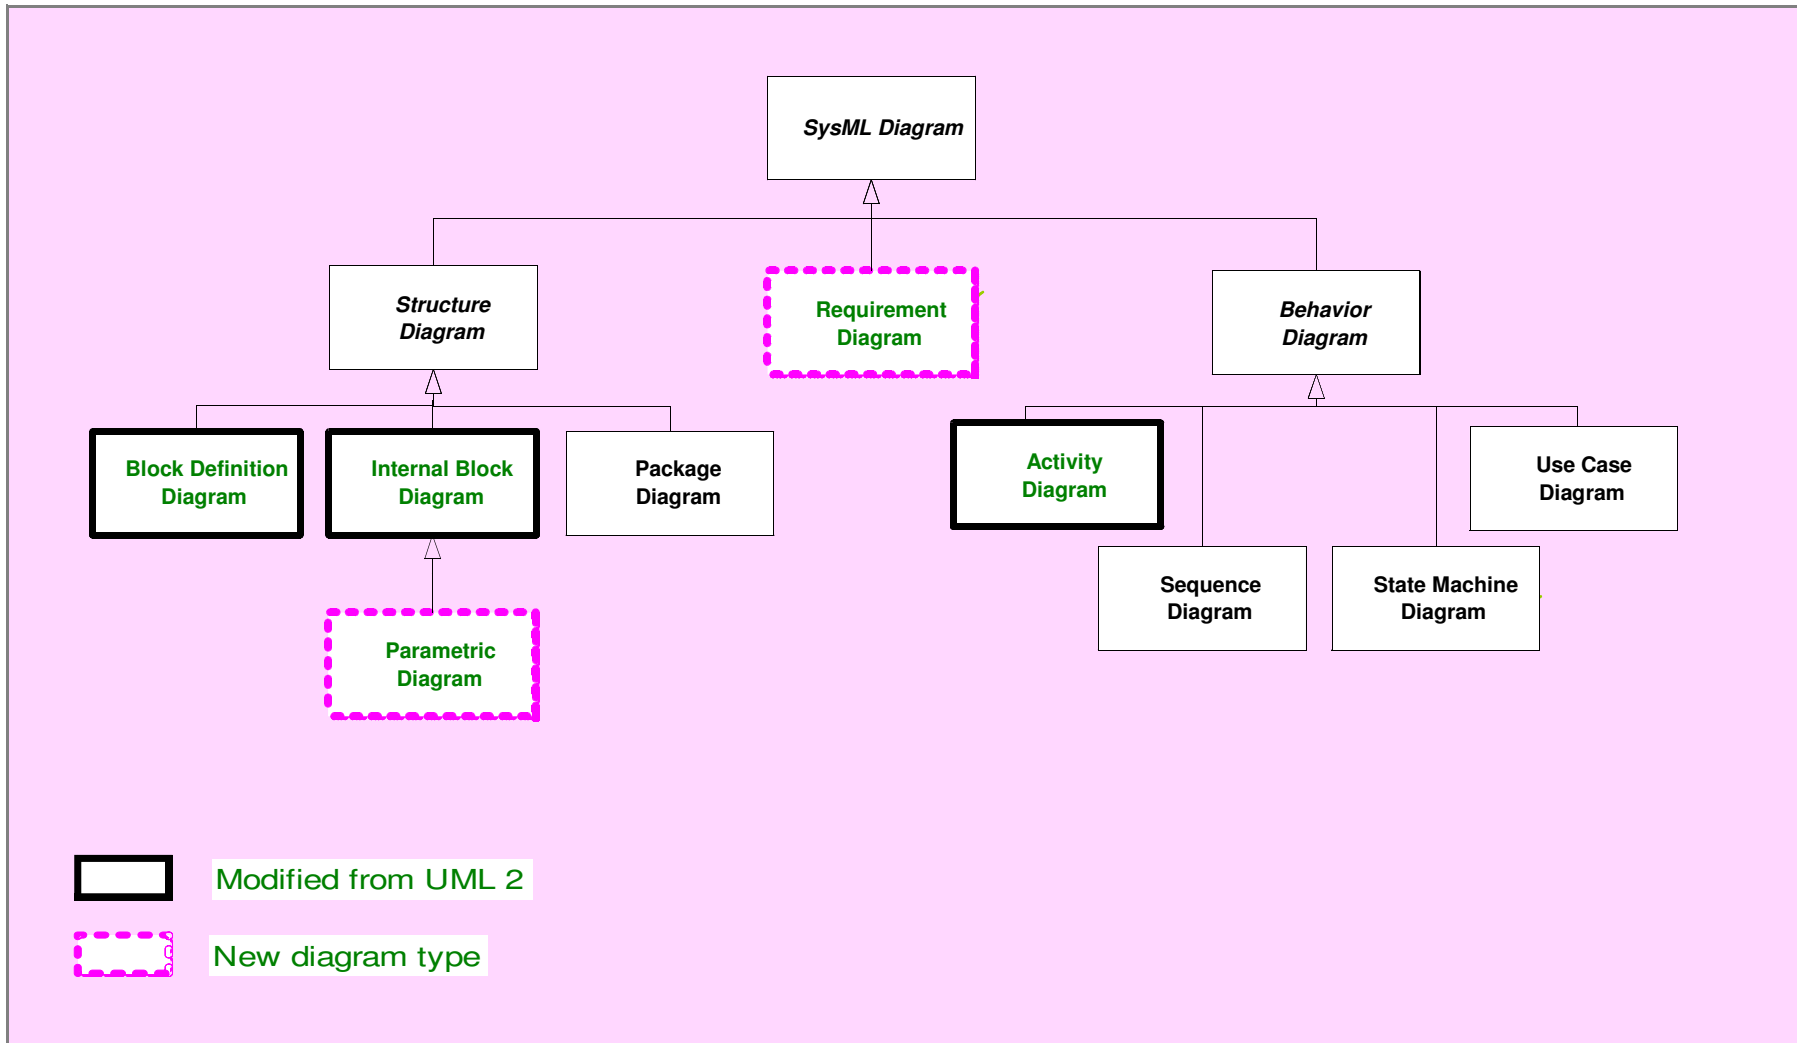 SysML Diagram
Structure
Diagram
Requirement
Diagram
Behavior
Diagram
Block Definition
Diagram
Internal Block
Diagram
Package
Diagram
Activity
Diagram
Use Case
Diagram
Sequence
Diagram
State Machine
Diagram
Parametric
Diagram
Modified from UML 2
New diagram type